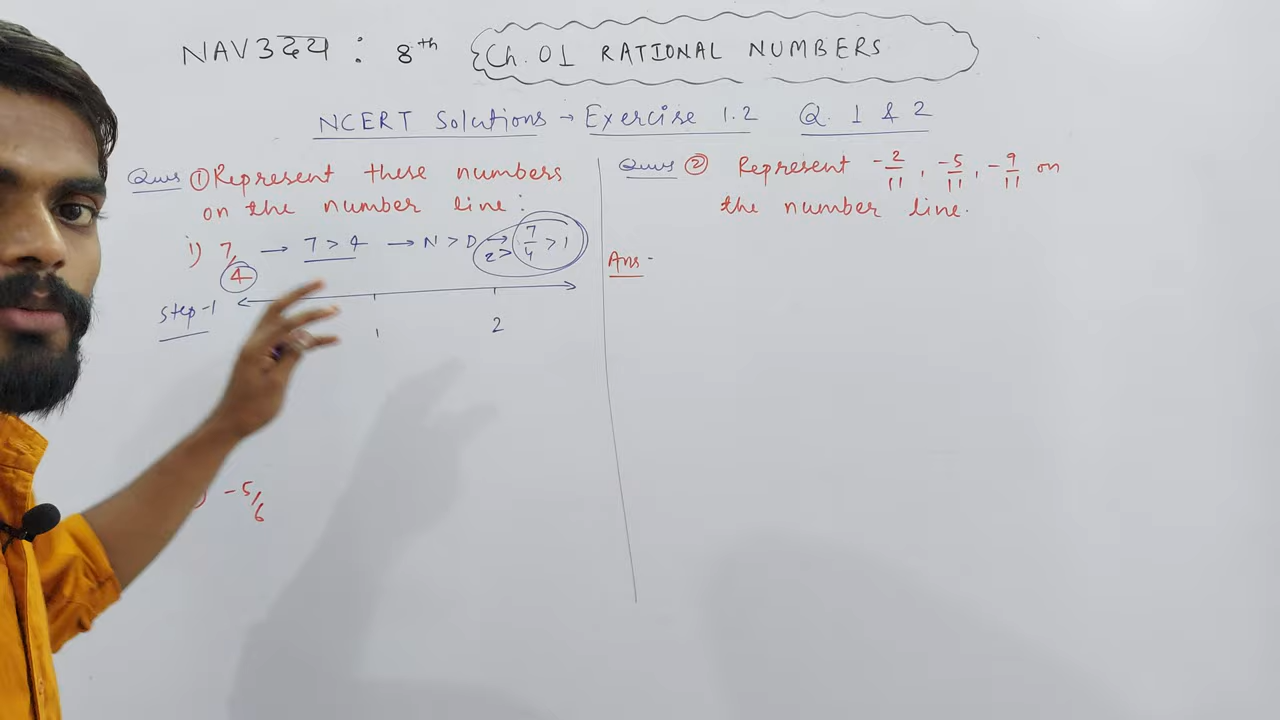 NAV3ददा : 8th Ch. 01 RATIONAL NUMBERS
NCERT Solutions → Exercise 1.2 Q. 1 & 2
Ques ① Represent these numbers
on the number line:
i) 7/4 → 7 > 4 → N > D → 2 > 7/4 > 1
Step-1
1 2
-5/6
Ques ② Represent -2/11, -5/11, -9/11 on
the number line.
Ans -